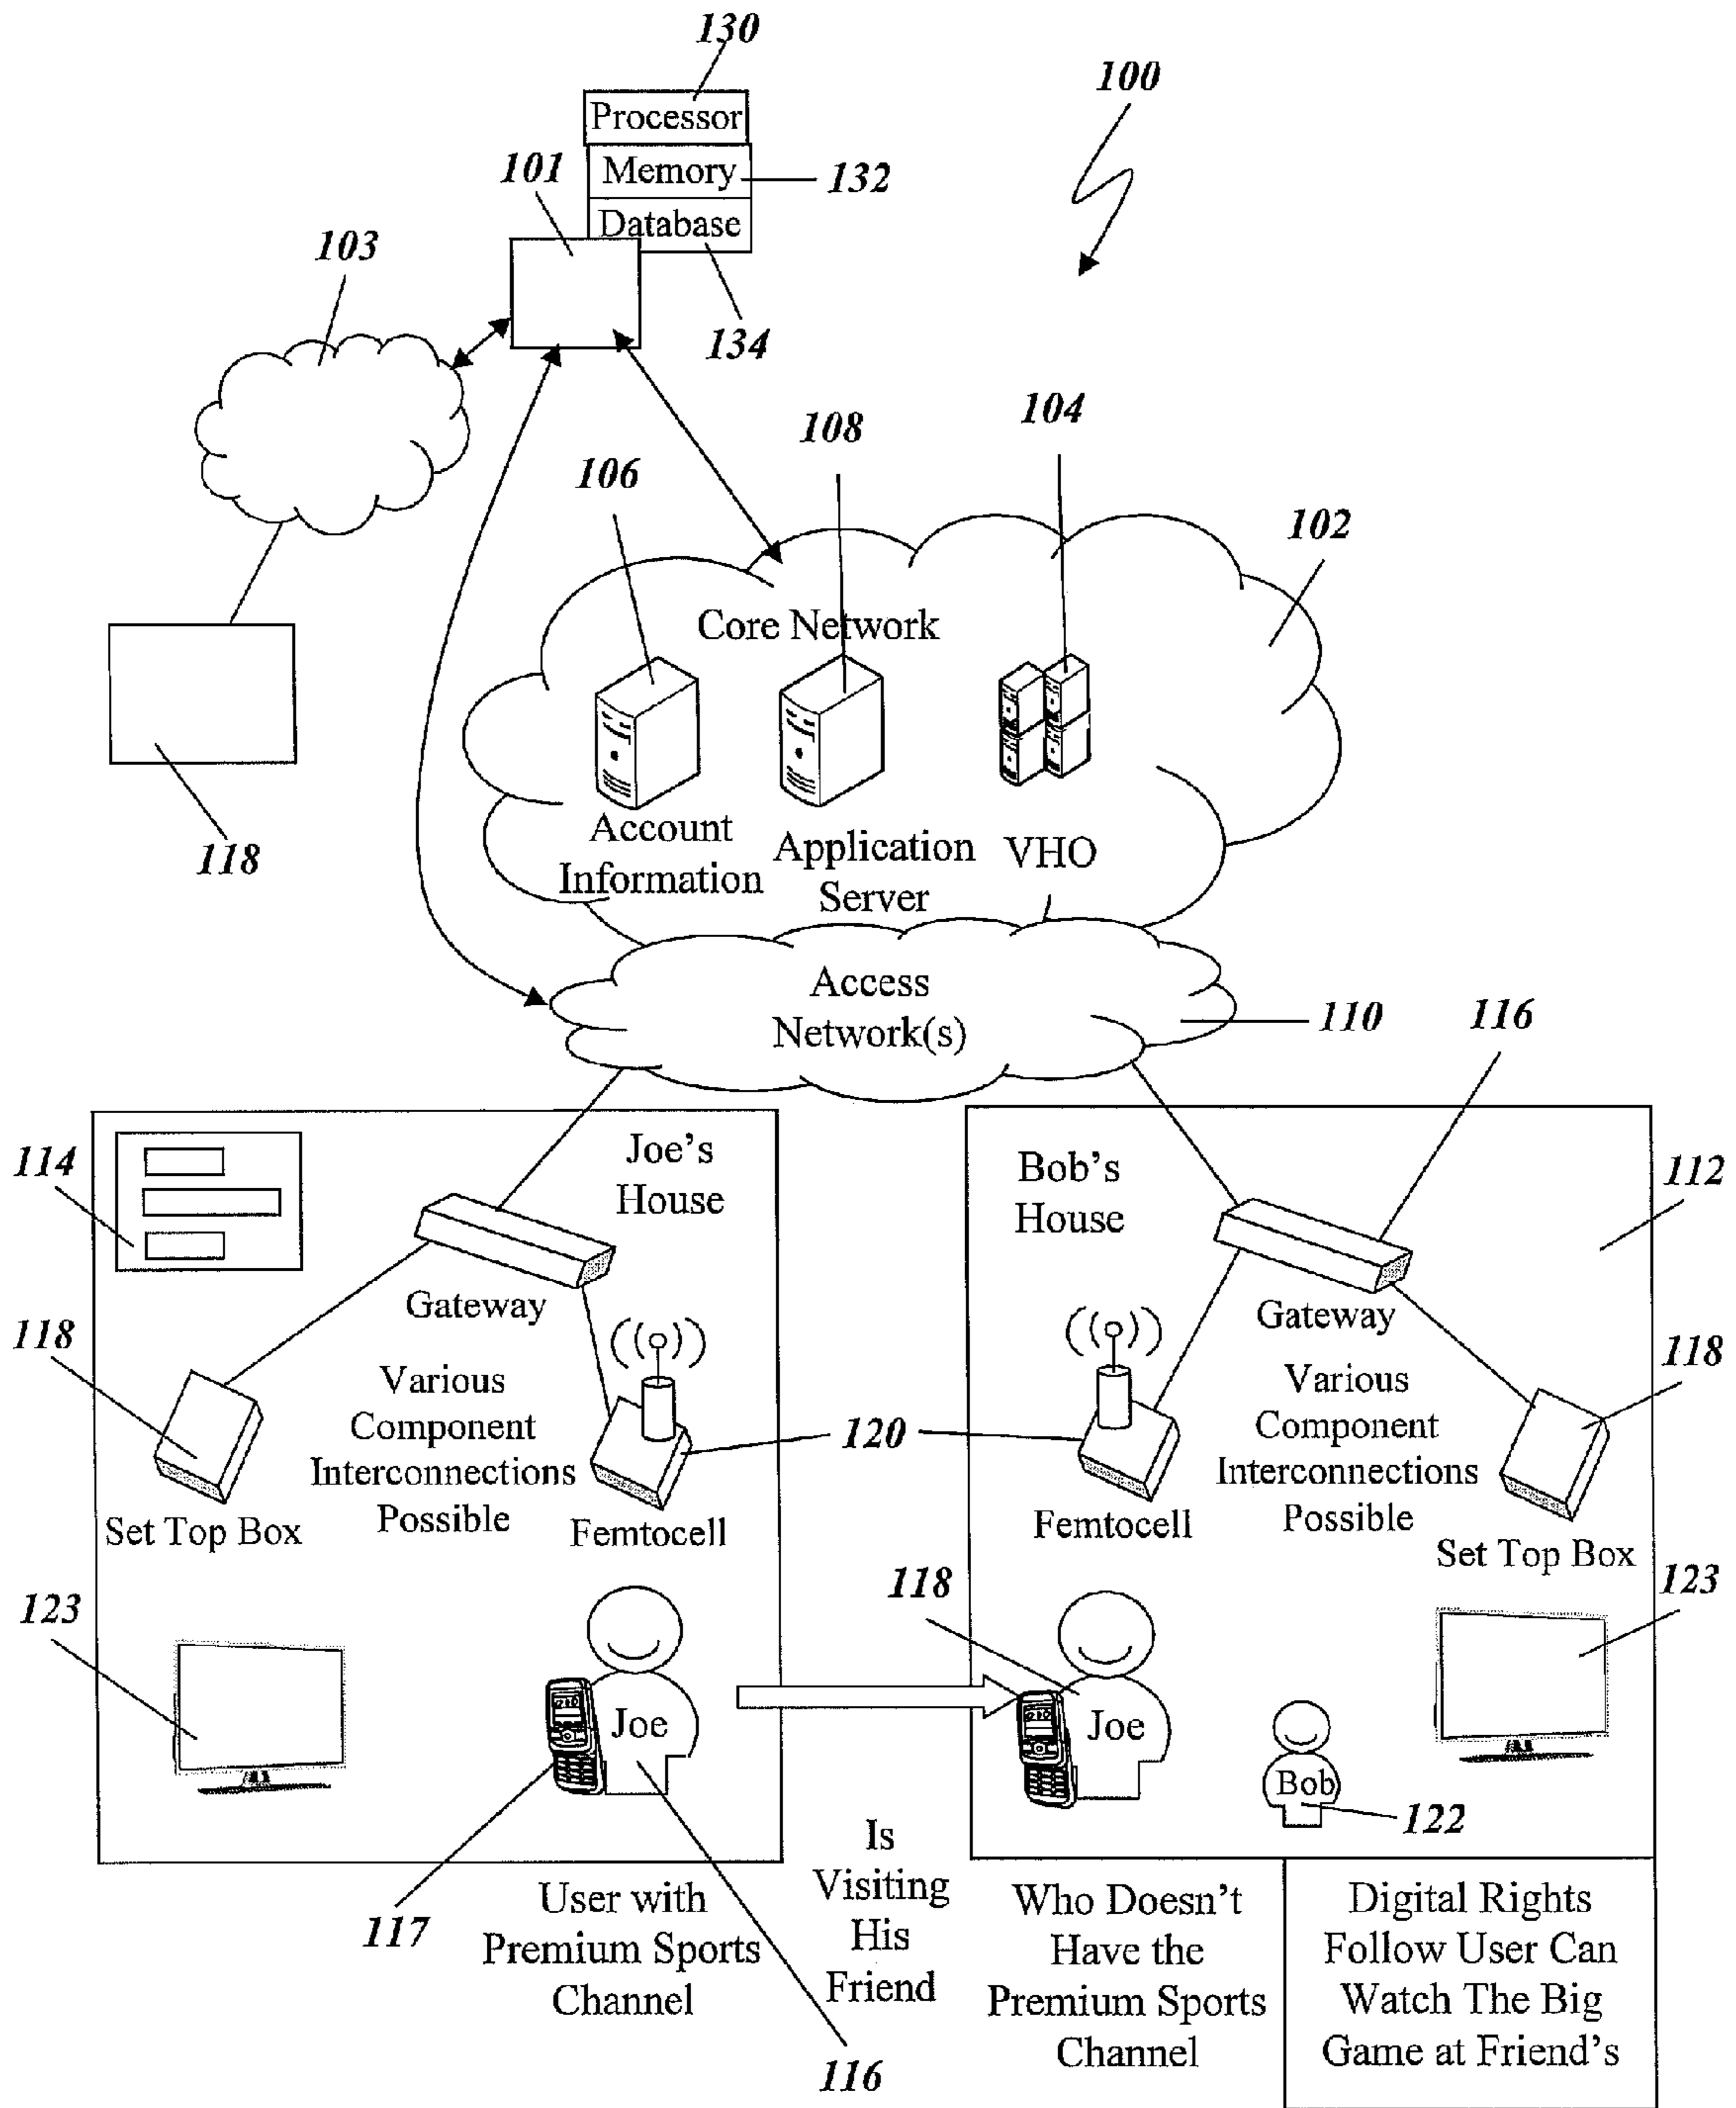 130
100
Processor
101
Memory
132
Database
103
134
104
108
106
102
Core Network
118
Account
Information
Application
Server
VHO
Access
Network(s)
110
116
114
Joe's
House
Gateway
118
Various
Component
Interconnections
Possible
Set Top Box
Femtocell
120
Bob's
House
112
Gateway
118
Various
Component
Interconnections
Possible
Femtocell
Set Top Box
123
Joe
118
Joe
Bob
122
123
117
User with
Premium Sports
Channel
116
Is
Visiting
His
Friend
Who Doesn't
Have the
Premium Sports
Channel
Digital Rights
Follow User Can
Watch The Big
Game at Friend's